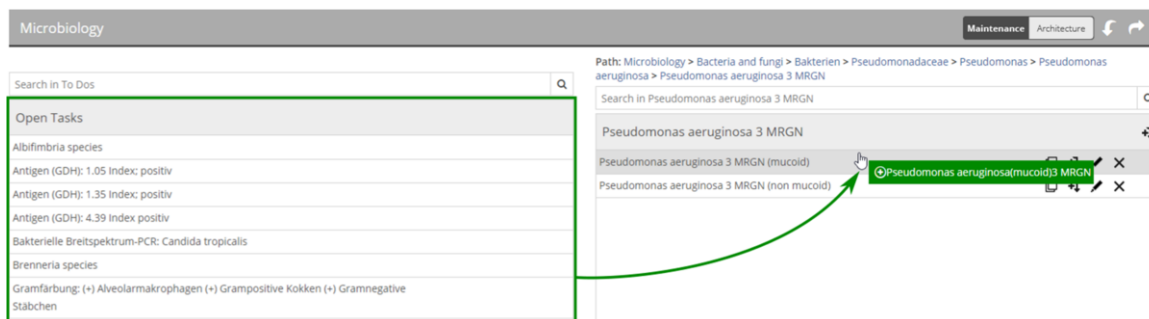 Microbiology
Maintenance Architecture
Search in To Dos
Open Tasks
Albifimbria species
Antigen (GDH): 1.05 Index; positiv
Antigen (GDH): 1.35 Index; positiv
Antigen (GDH): 4.39 Index positiv
Bakterielle Breitspektrum-PCR: Candida tropicalis
Brenneria species
Gramfärbung: (+) Alveolarmakrophagen (+) Grampositive Kokken (+) Gramnegative
Stäbchen
Path: Microbiology > Bacteria and fungi > Bakterien > Pseudomonadaceae > Pseudomonas > Pseudomonas
aeruginosa > Pseudomonas aeruginosa 3 MRGN
Search in Pseudomonas aeruginosa 3 MRGN
Pseudomonas aeruginosa 3 MRGN
Pseudomonas aeruginosa 3 MRGN (mucoid)
Pseudomonas aeruginosa(mucoid)3 MRGN
Pseudomonas aeruginosa 3 MRGN (non mucoid)